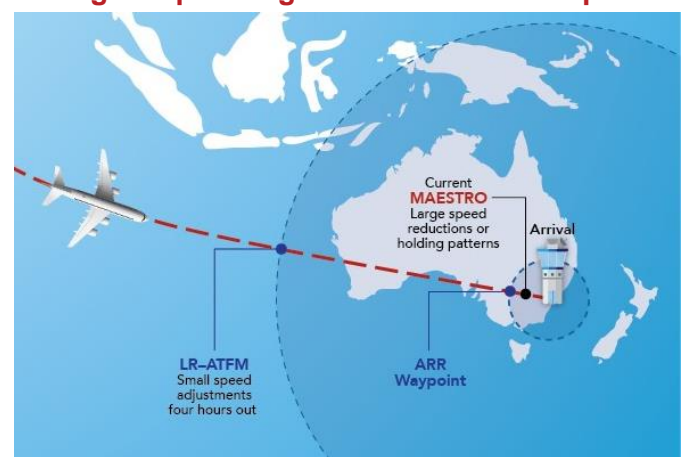 Current
MAESTRO
Large speed
reductions or
holding patterns
Arrival
LR–ATFM
Small speed
adjustments
four hours out
ARR
Waypoint